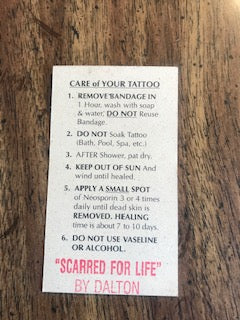 CARE of YOUR TATTOO
1. REMOVE BANDAGE IN
1 Hour, wash with soap
& water, DO NOT Reuse
Bandage.
2. DO NOT Soak Tattoo
(Bath, Pool, Spa, etc.)
3. AFTER Shower, pat dry.
4. KEEP OUT OF SUN And
wind until healed.
5. APPLY A SMALL SPOT
of Neosporin 3 or 4 times
daily until dead skin is
REMOVED. HEALING
time is about 7 to 10 days.
6. DO NOT USE VASELINE
OR ALCOHOL.
"SCARRED FOR LIFE"
BY DALTON